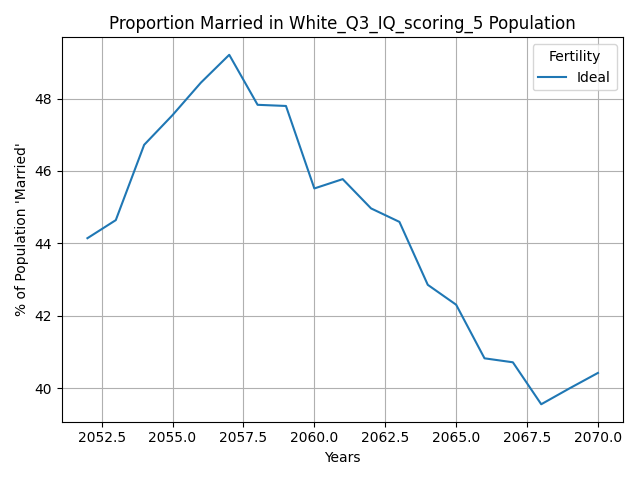 Proportion Married in White_Q3_IQ_scoring_5 Population
Fertility
Ideal
% of Population 'Married'
48
46
44
42
40
2052.5 2055.0 2057.5 2060.0 2062.5 2065.0 2067.5 2070.0
Years